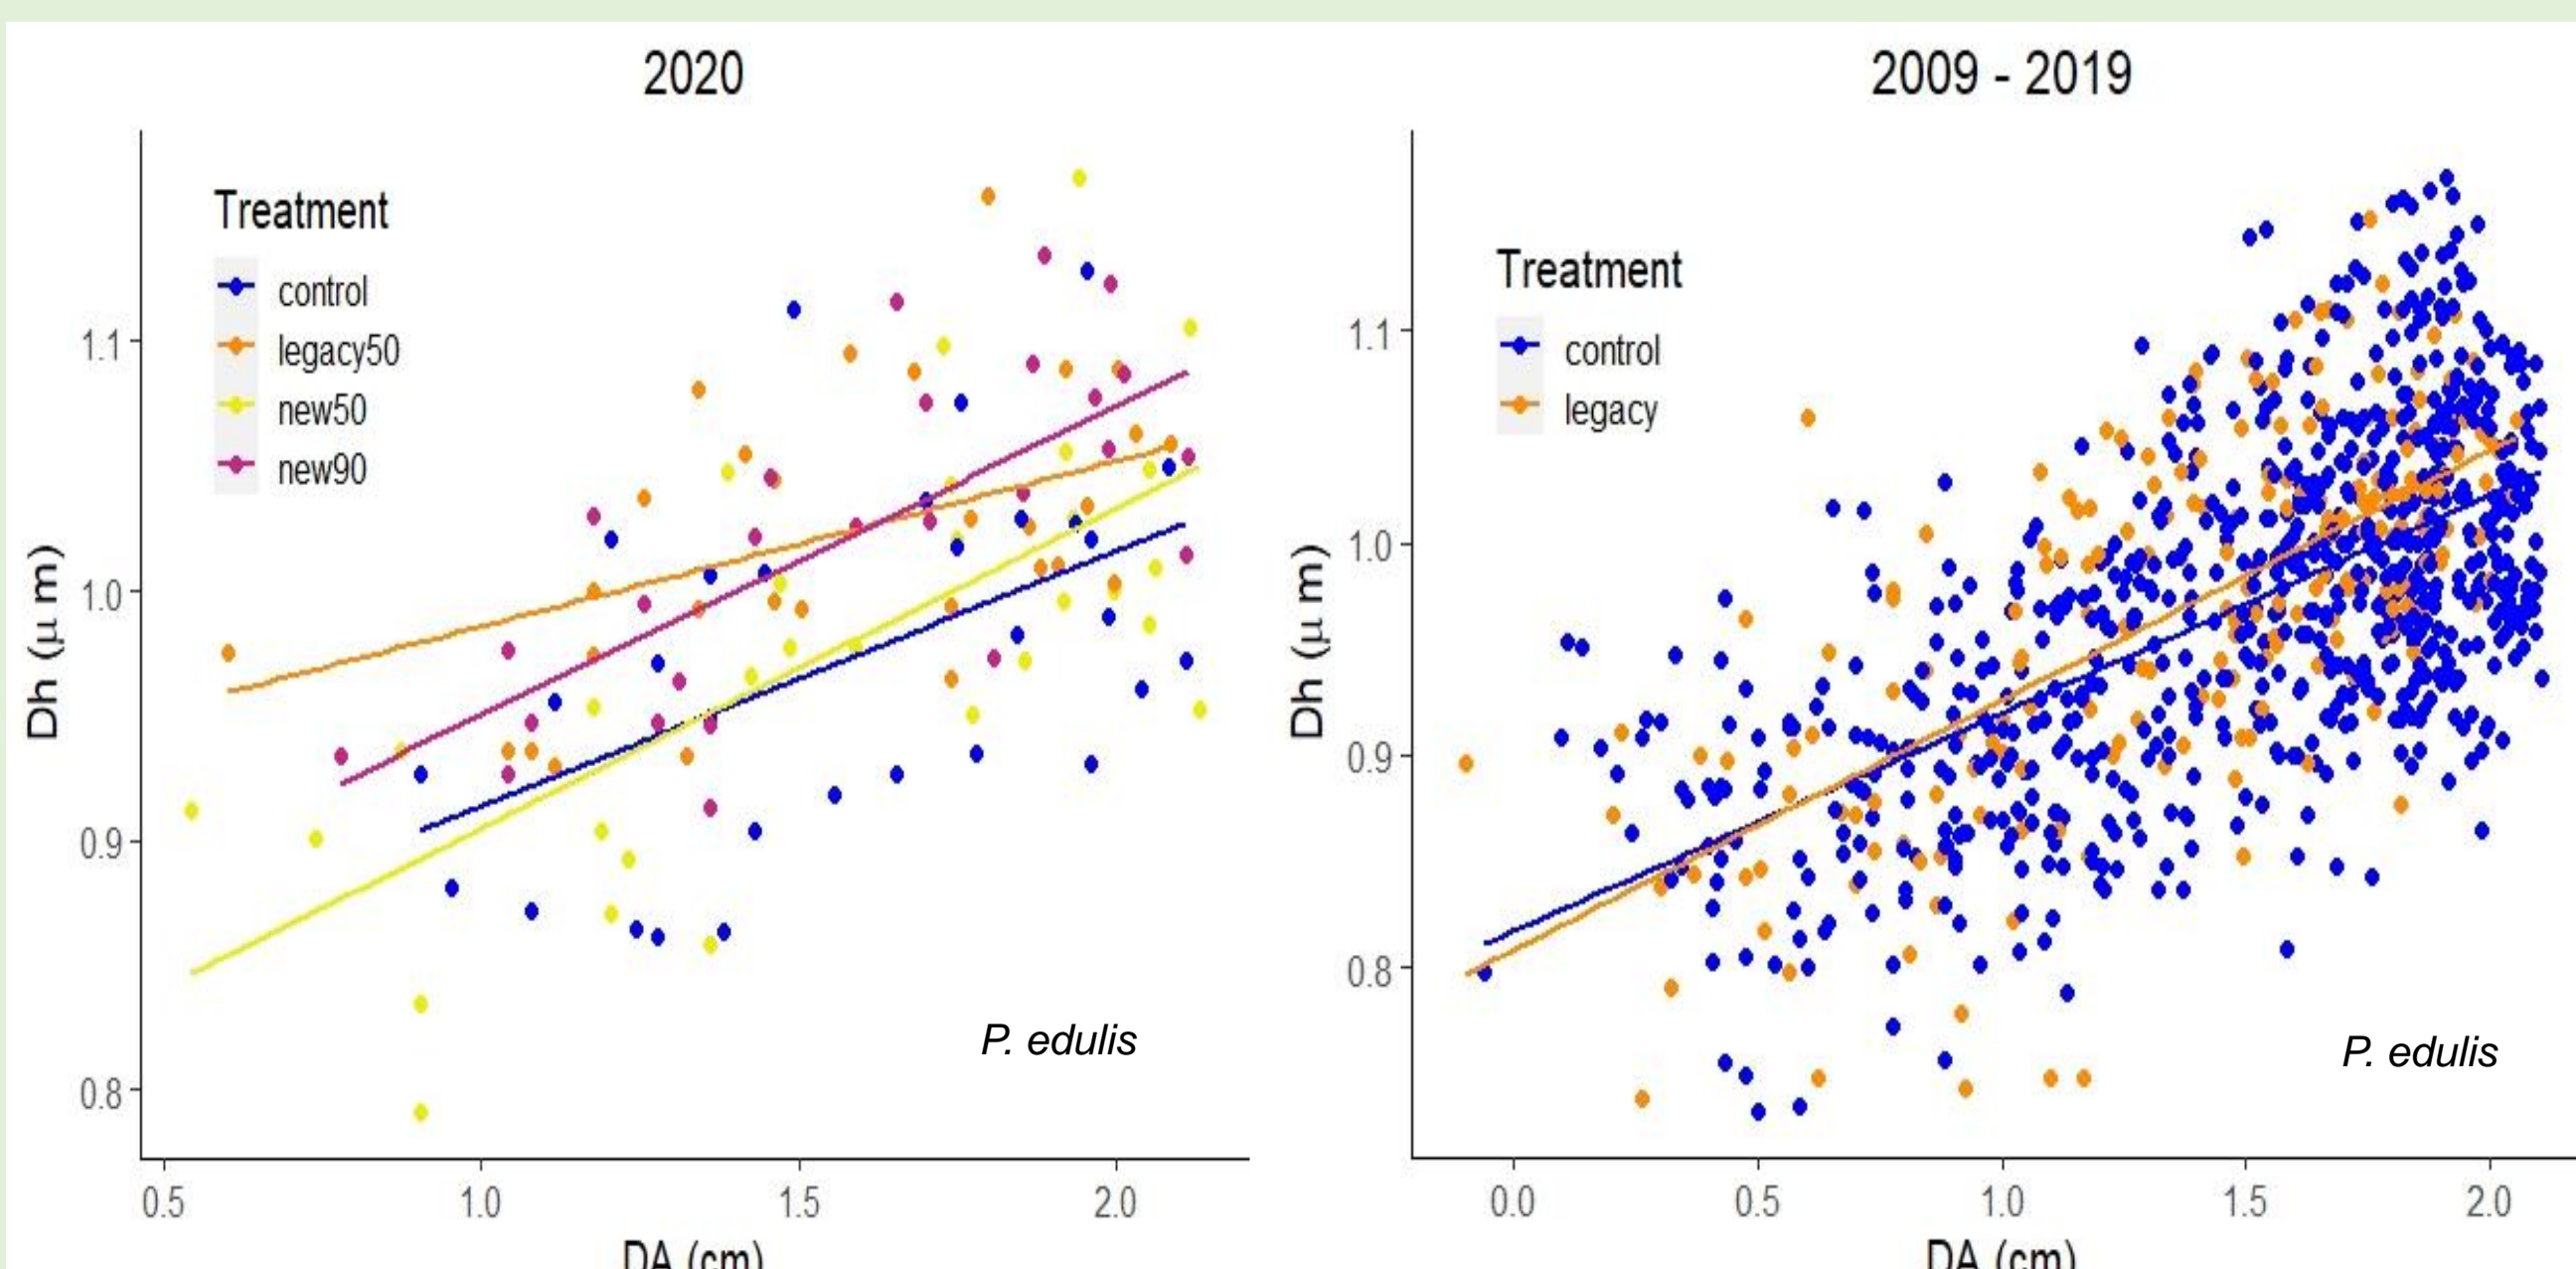 2020
Treatment
control
legacy50
new50
new90
1.1
1.0
0.9
0.8
Dh (μ m)
P. edulis
0.5 1.0 1.5 2.0
DA (cm)
2009 - 2019
Treatment
control
legacy
1.1
1.0
0.9
0.8
Dh (μ m)
P. edulis
0.0 0.5 1.0 1.5 2.0
DA (cm)